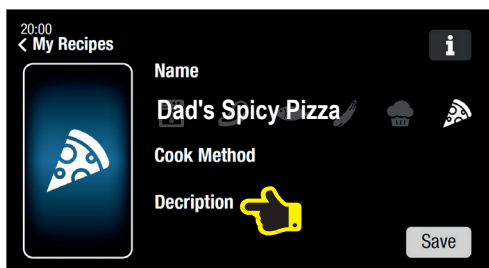 20:00
< My Recipes
i
Name
Dad's Spicy Pizza
Cook Method
Decription
Save